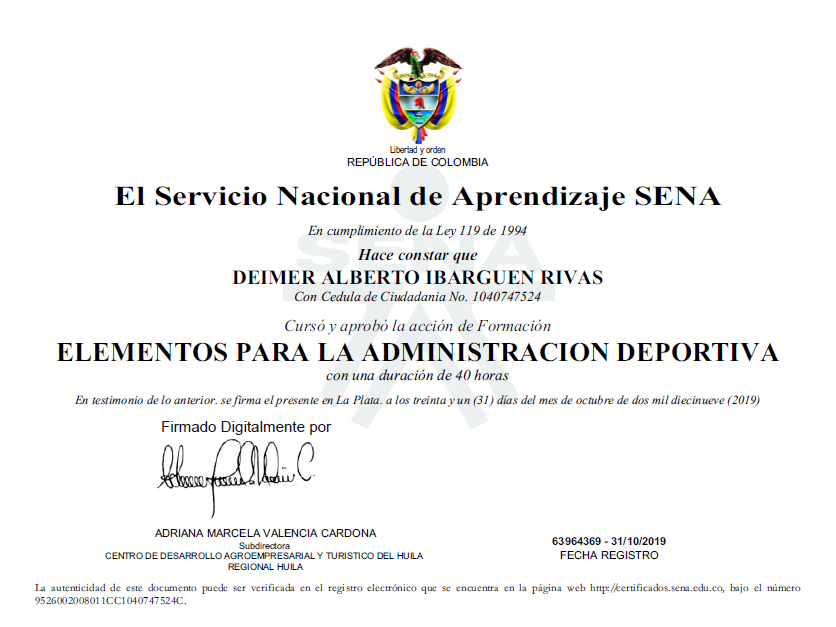 Libertad y orden
REPÚBLICA DE COLOMBIA
El Servicio Nacional de Aprendizaje SENA
En cumplimiento de la Ley 119 de 1994
SENA
Hace constar que
DEIMER ALBERTO IBARGUEN RIVAS
Con Cedula de Ciudadania No. 1040747524
Cursó y aprobó la acción de Formación
ELEMENTOS PARA LA ADMINISTRACION DEPORTIVA
con una duración de 40 horas
En testimonio de lo anterior. se firma el presente en La Plata. a los treinta y un (31) días del mes de octubre de dos mil diecinueve (2019)
Firmado Digitalmente por
ADRIANA MARCELA VALENCIA CARDONA
Subdirectora
CENTRO DE DESARROLLO AGROEMPRESARIAL Y TURISTICO DEL HUILA
REGIONAL HUILA
63964369 - 31/10/2019
FECHA REGISTRO
La autenticidad de este documento puede ser verificada en el registro electrónico que se encuentra en la página web http://certificados.sena.edu.co, bajo el número
9526002008011CC1040747524C.